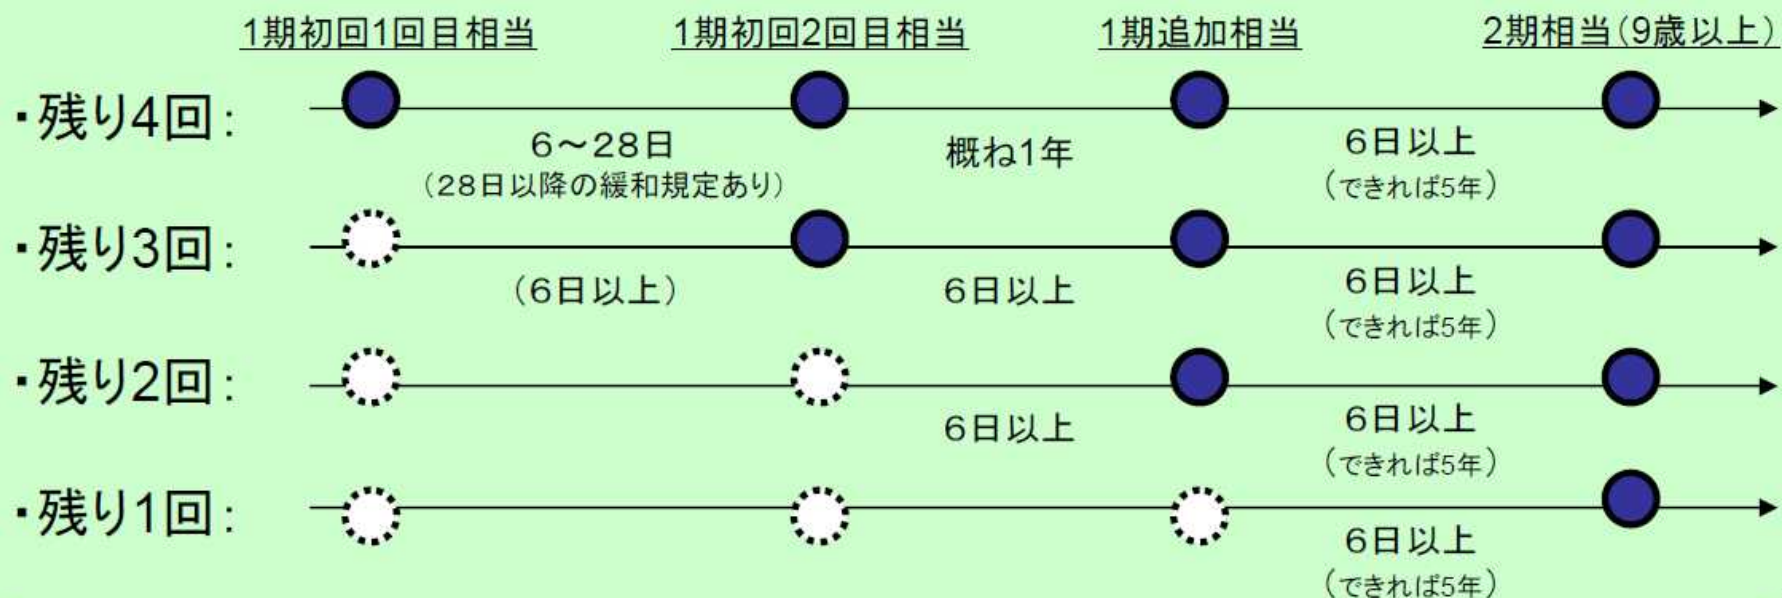 1期初回1回目相当 1期初回2回目相当 1期追加相当 2期相当(9歳以上)
・残り4回:
6～28日 概ね1年 6日以上
(28日以降の緩和規定あり) (できれば5年)
・残り3回:
(6日以上) 6日以上 6日以上
(できれば5年)
・残り2回:
6日以上 6日以上
(できれば5年)
・残り1回:
6日以上
(できれば5年)